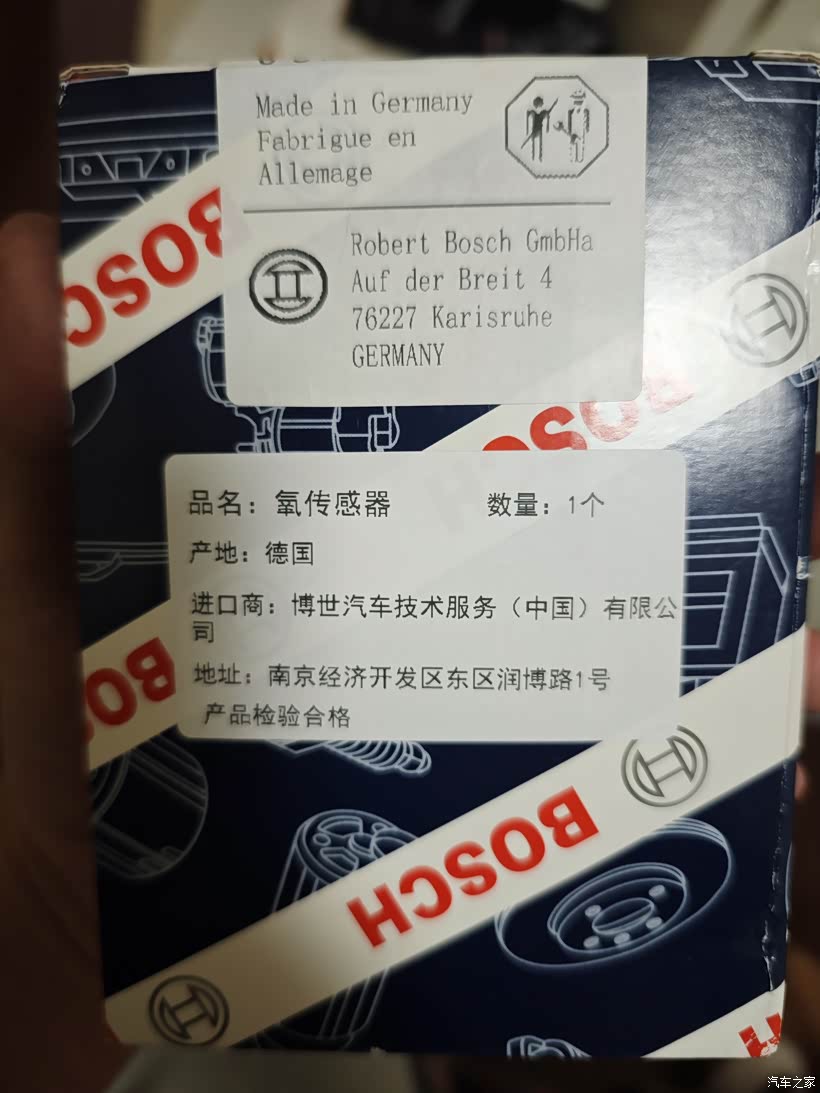 Made in Germany
Fabrigue en
Allemage
Robert Bosch GmbHa
Auf der Breit 4
76227 Karisruhe
GERMANY
BOSCH
BOSC
品名：氧传感器 数量：1个
产地：德国
进口商：博世汽车技术服务（中国）有限公
司
地址：南京经济开发区东区润博路1号
产品检验合格
BOSCH
汽车之家